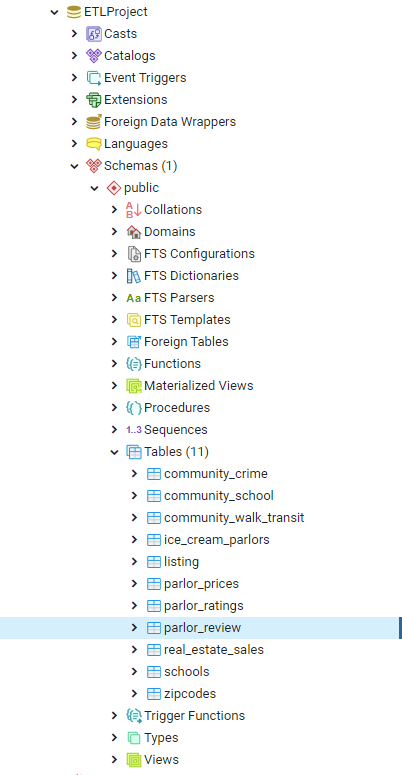 ETLProject
Casts
Catalogs
Event Triggers
Extensions
Foreign Data Wrappers
Languages
Schemas (1)
public
Collations
Domains
FTS Configurations
FTS Dictionaries
Aa FTS Parsers
FTS Templates
Foreign Tables
Functions
Materialized Views
Procedures
1..3 Sequences
Tables (11)
community_crime
community_school
community_walk_transit
ice_cream_parlors
listing
parlor_prices
parlor_ratings
parlor_review
real_estate_sales
schools
zipcodes
Trigger Functions
Types
Views